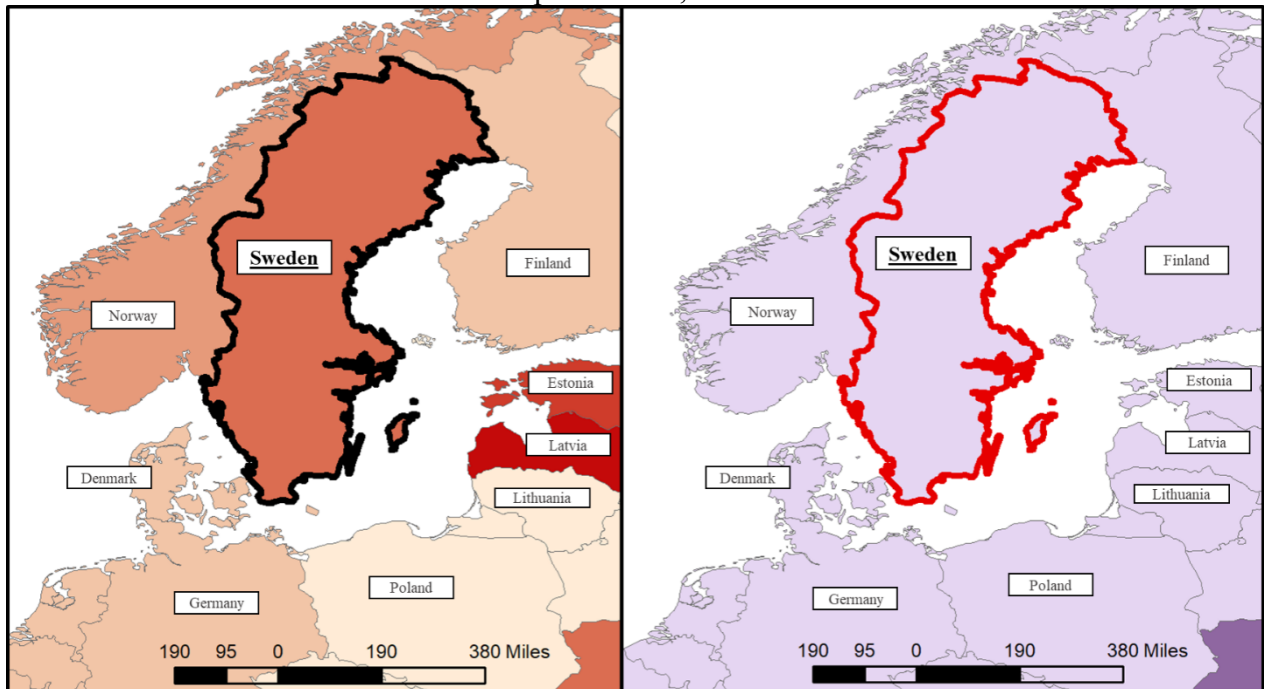 Sweden
Finland
Norway
Estonia
Latvia
Denmark
Lithuania
Poland
Germany
190 95 0 190 380 Miles
Sweden
Finland
Norway
Estonia
Latvia
Denmark
Lithuania
Poland
Germany
190 95 0 190 380 Miles